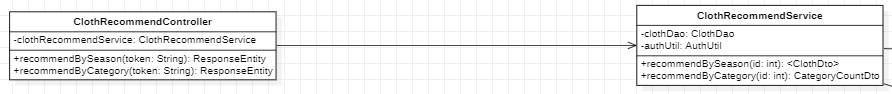 ClothRecommendController
-clothRecommendService: ClothRecommendService
+recommendBySeason(token: String): ResponseEntity
+recommendByCategory(token: String): ResponseEntity
ClothRecommendService
-clothDao: ClothDao
-authUtil: AuthUtil
+recommendBySeason(id: int): <ClothDto>
+recommendByCategory(id: int): CategoryCountDto